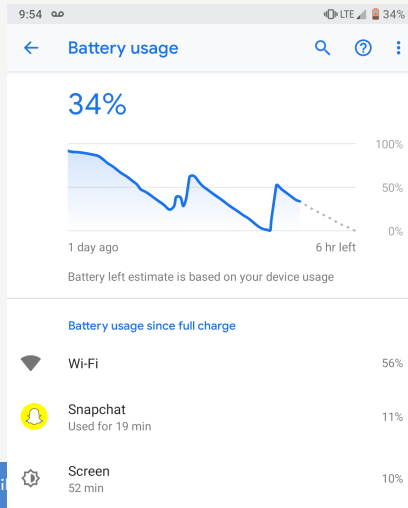 9:54 LTE 34%
Battery usage
34%
100%
50%
0%
1 day ago 6 hr left
Battery left estimate is based on your device usage
Battery usage since full charge
Wi-Fi 56%
Snapchat 11%
Used for 19 min
Screen 10%
52 min